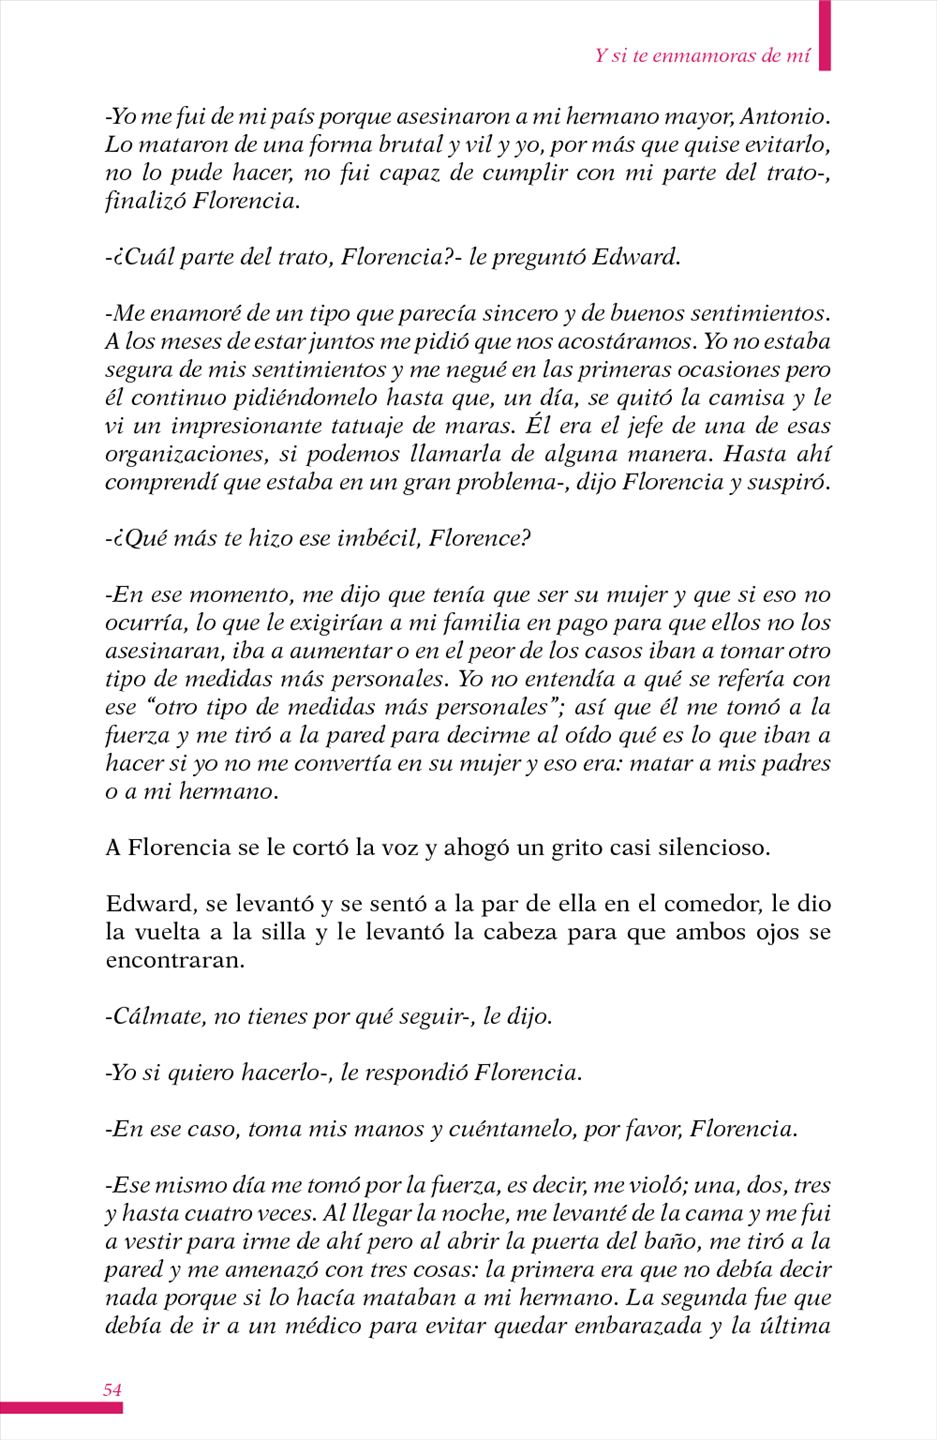 Y si te enmamoras de mí
-Yo me fui de mi país porque asesinaron a mi hermano mayor, Antonio.
Lo mataron de una forma brutal y vil y yo, por más que quise evitarlo,
no lo pude hacer, no fui capaz de cumplir con mi parte del trato-,
finalizó Florencia.
-¿Cuál parte del trato, Florencia?- le preguntó Edward.
-Me enamoré de un tipo que parecía sincero y de buenos sentimientos.
A los meses de estar juntos me pidió que nos acostáramos. Yo no estaba
segura de mis sentimientos y me negué en las primeras ocasiones pero
él continuo pidiéndomelo hasta que, un día, se quitó la camisa y le
vi un impresionante tatuaje de maras. Él era el jefe de una de esas
organizaciones, si podemos llamarla de alguna manera. Hasta ahí
comprendí que estaba en un gran problema-, dijo Florencia y suspiró.
-¿Qué más te hizo ese imbécil, Florence?
-En ese momento, me dijo que tenía que ser su mujer y que si eso no
ocurría, lo que le exigirían a mi familia en pago para que ellos no los
asesinaran, iba a aumentar o en el peor de los casos iban a tomar otro
tipo de medidas más personales. Yo no entendía a qué se refería con
ese “otro tipo de medidas más personales”; así que él me tomó a la
fuerza y me tiró a la pared para decirme al oído qué es lo que iban a
hacer si yo no me convertía en su mujer y eso era: matar a mis padres
o a mi hermano.
A Florencia se le cortó la voz y ahogó un grito casi silencioso.
Edward, se levantó y se sentó a la par de ella en el comedor, le dio
la vuelta a la silla y le levantó la cabeza para que ambos ojos se
encontraran.
-Cálmate, no tienes por qué seguir-, le dijo.
-Yo si quiero hacerlo-, le respondió Florencia.
-En ese caso, toma mis manos y cuéntamelo, por favor, Florencia.
-Ese mismo día me tomó por la fuerza, es decir, me violó; una, dos, tres
y hasta cuatro veces. Al llegar la noche, me levanté de la cama y me fui
a vestir para irme de ahí pero al abrir la puerta del baño, me tiró a la
pared y me amenazó con tres cosas: la primera era que no debía decir
nada porque si lo hacía mataban a mi hermano. La segunda fue que
debía de ir a un médico para evitar quedar embarazada y la última
54